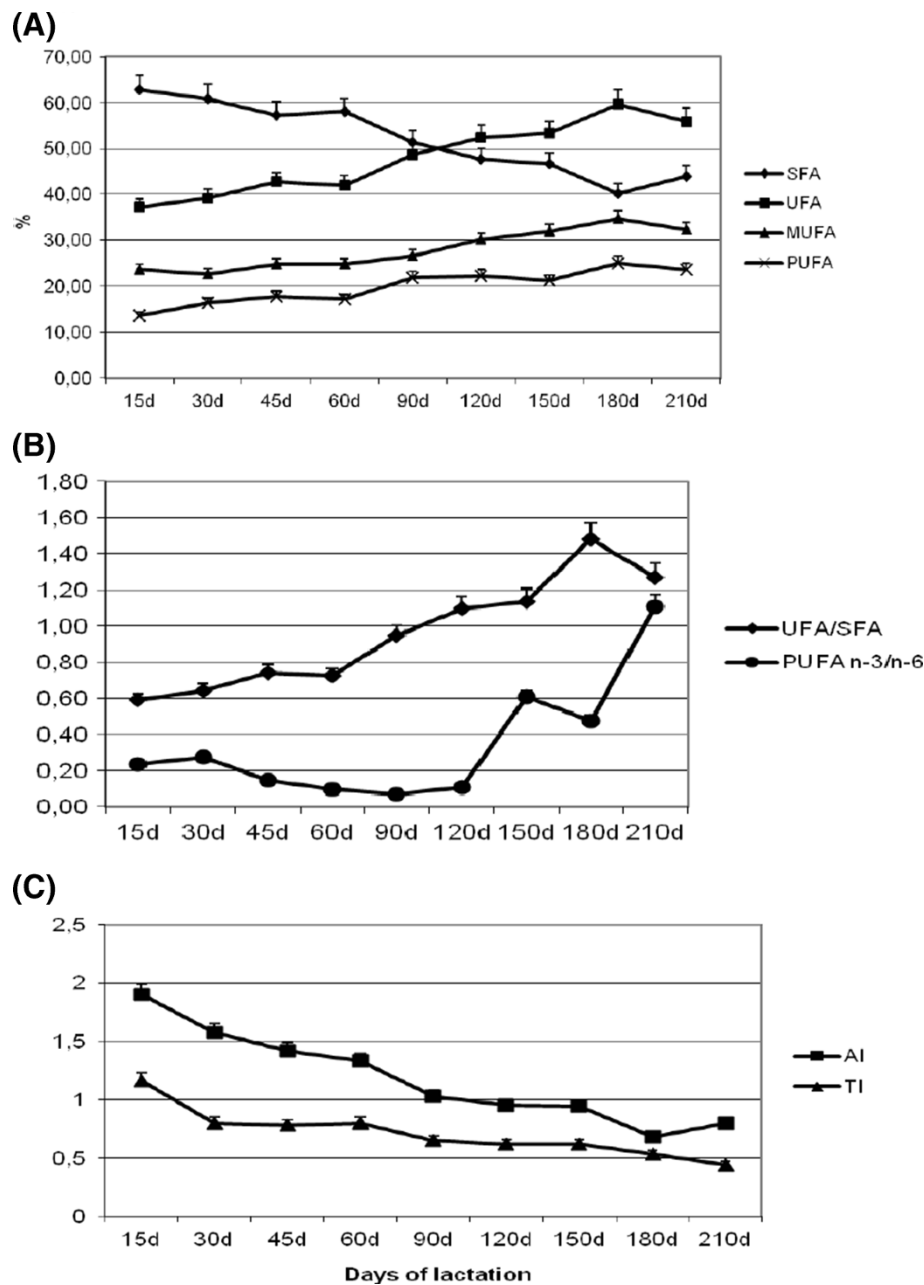 (A)
70,00
60,00
50,00
40,00
30,00
20,00
10,00
0,00
%
15d 30d 45d 60d 90d 120d 150d 180d 210d
SFA
UFA
MUFA
PUFA
(B)
1,80
1,60
1,40
1,20
1,00
0,80
0,60
0,40
0,20
0,00
15d 30d 45d 60d 90d 120d 150d 180d 210d
UFA/SFA
PUFA n-3/n-6
(C)
2,5
2
1,5
1
0,5
0
15d 30d 45d 60d 90d 120d 150d 180d 210d
AI
TI
Days of lactation